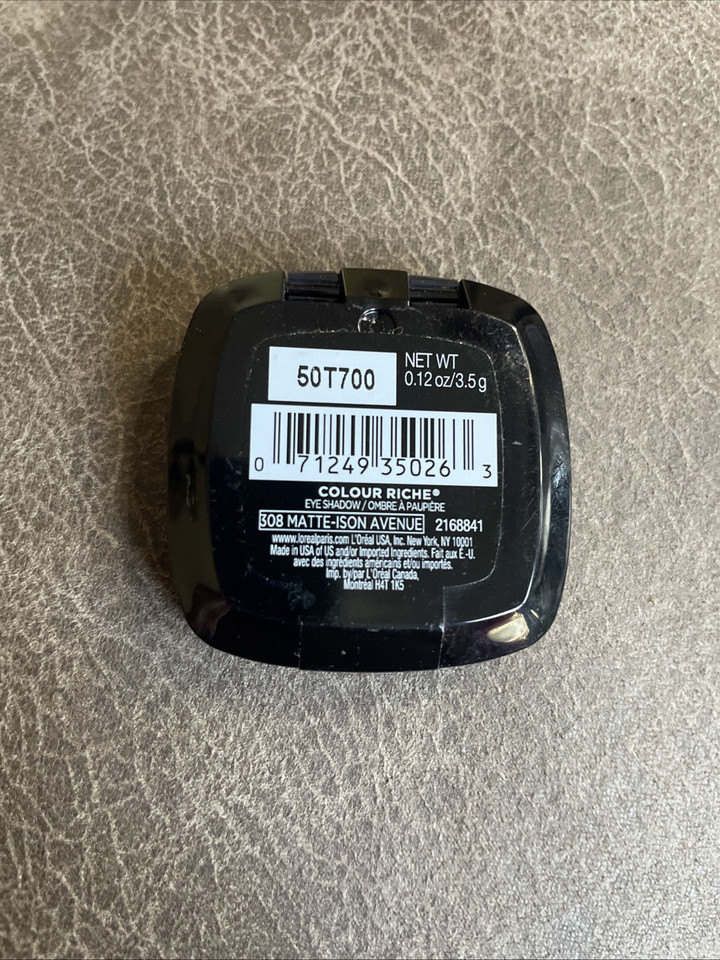 50T700
NET WT
0.12 oz/3.5 g
0 71249 35026 3
COLOUR RICHE®
EYE SHADOW / OMBRE À PAUPIÈRE
308 MATTE-ISON AVENUE 2168841
www.lorealparis.com L'Oréal USA, Inc. New York, NY 10001
Made in USA of US and/or Imported Ingredients. Fait aux É.-U.
avec des ingrédients américains et/ou importés.
Imp. by/par L'Oréal Canada,
Montréal H4T 1K5